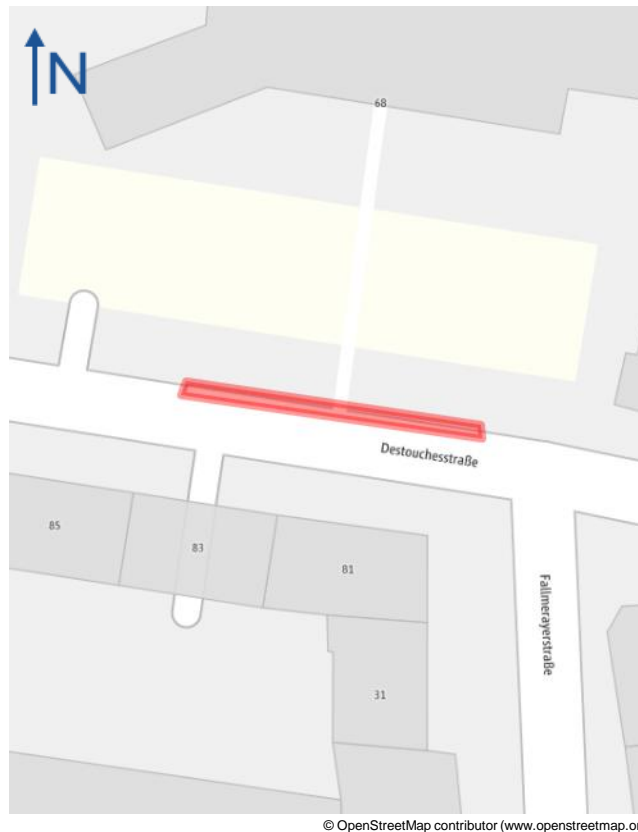 N
68
Destouchesstraße
85
83
81
Fallmerayerstraße
31
© OpenStreetMap contributor (www.openstreetmap.or